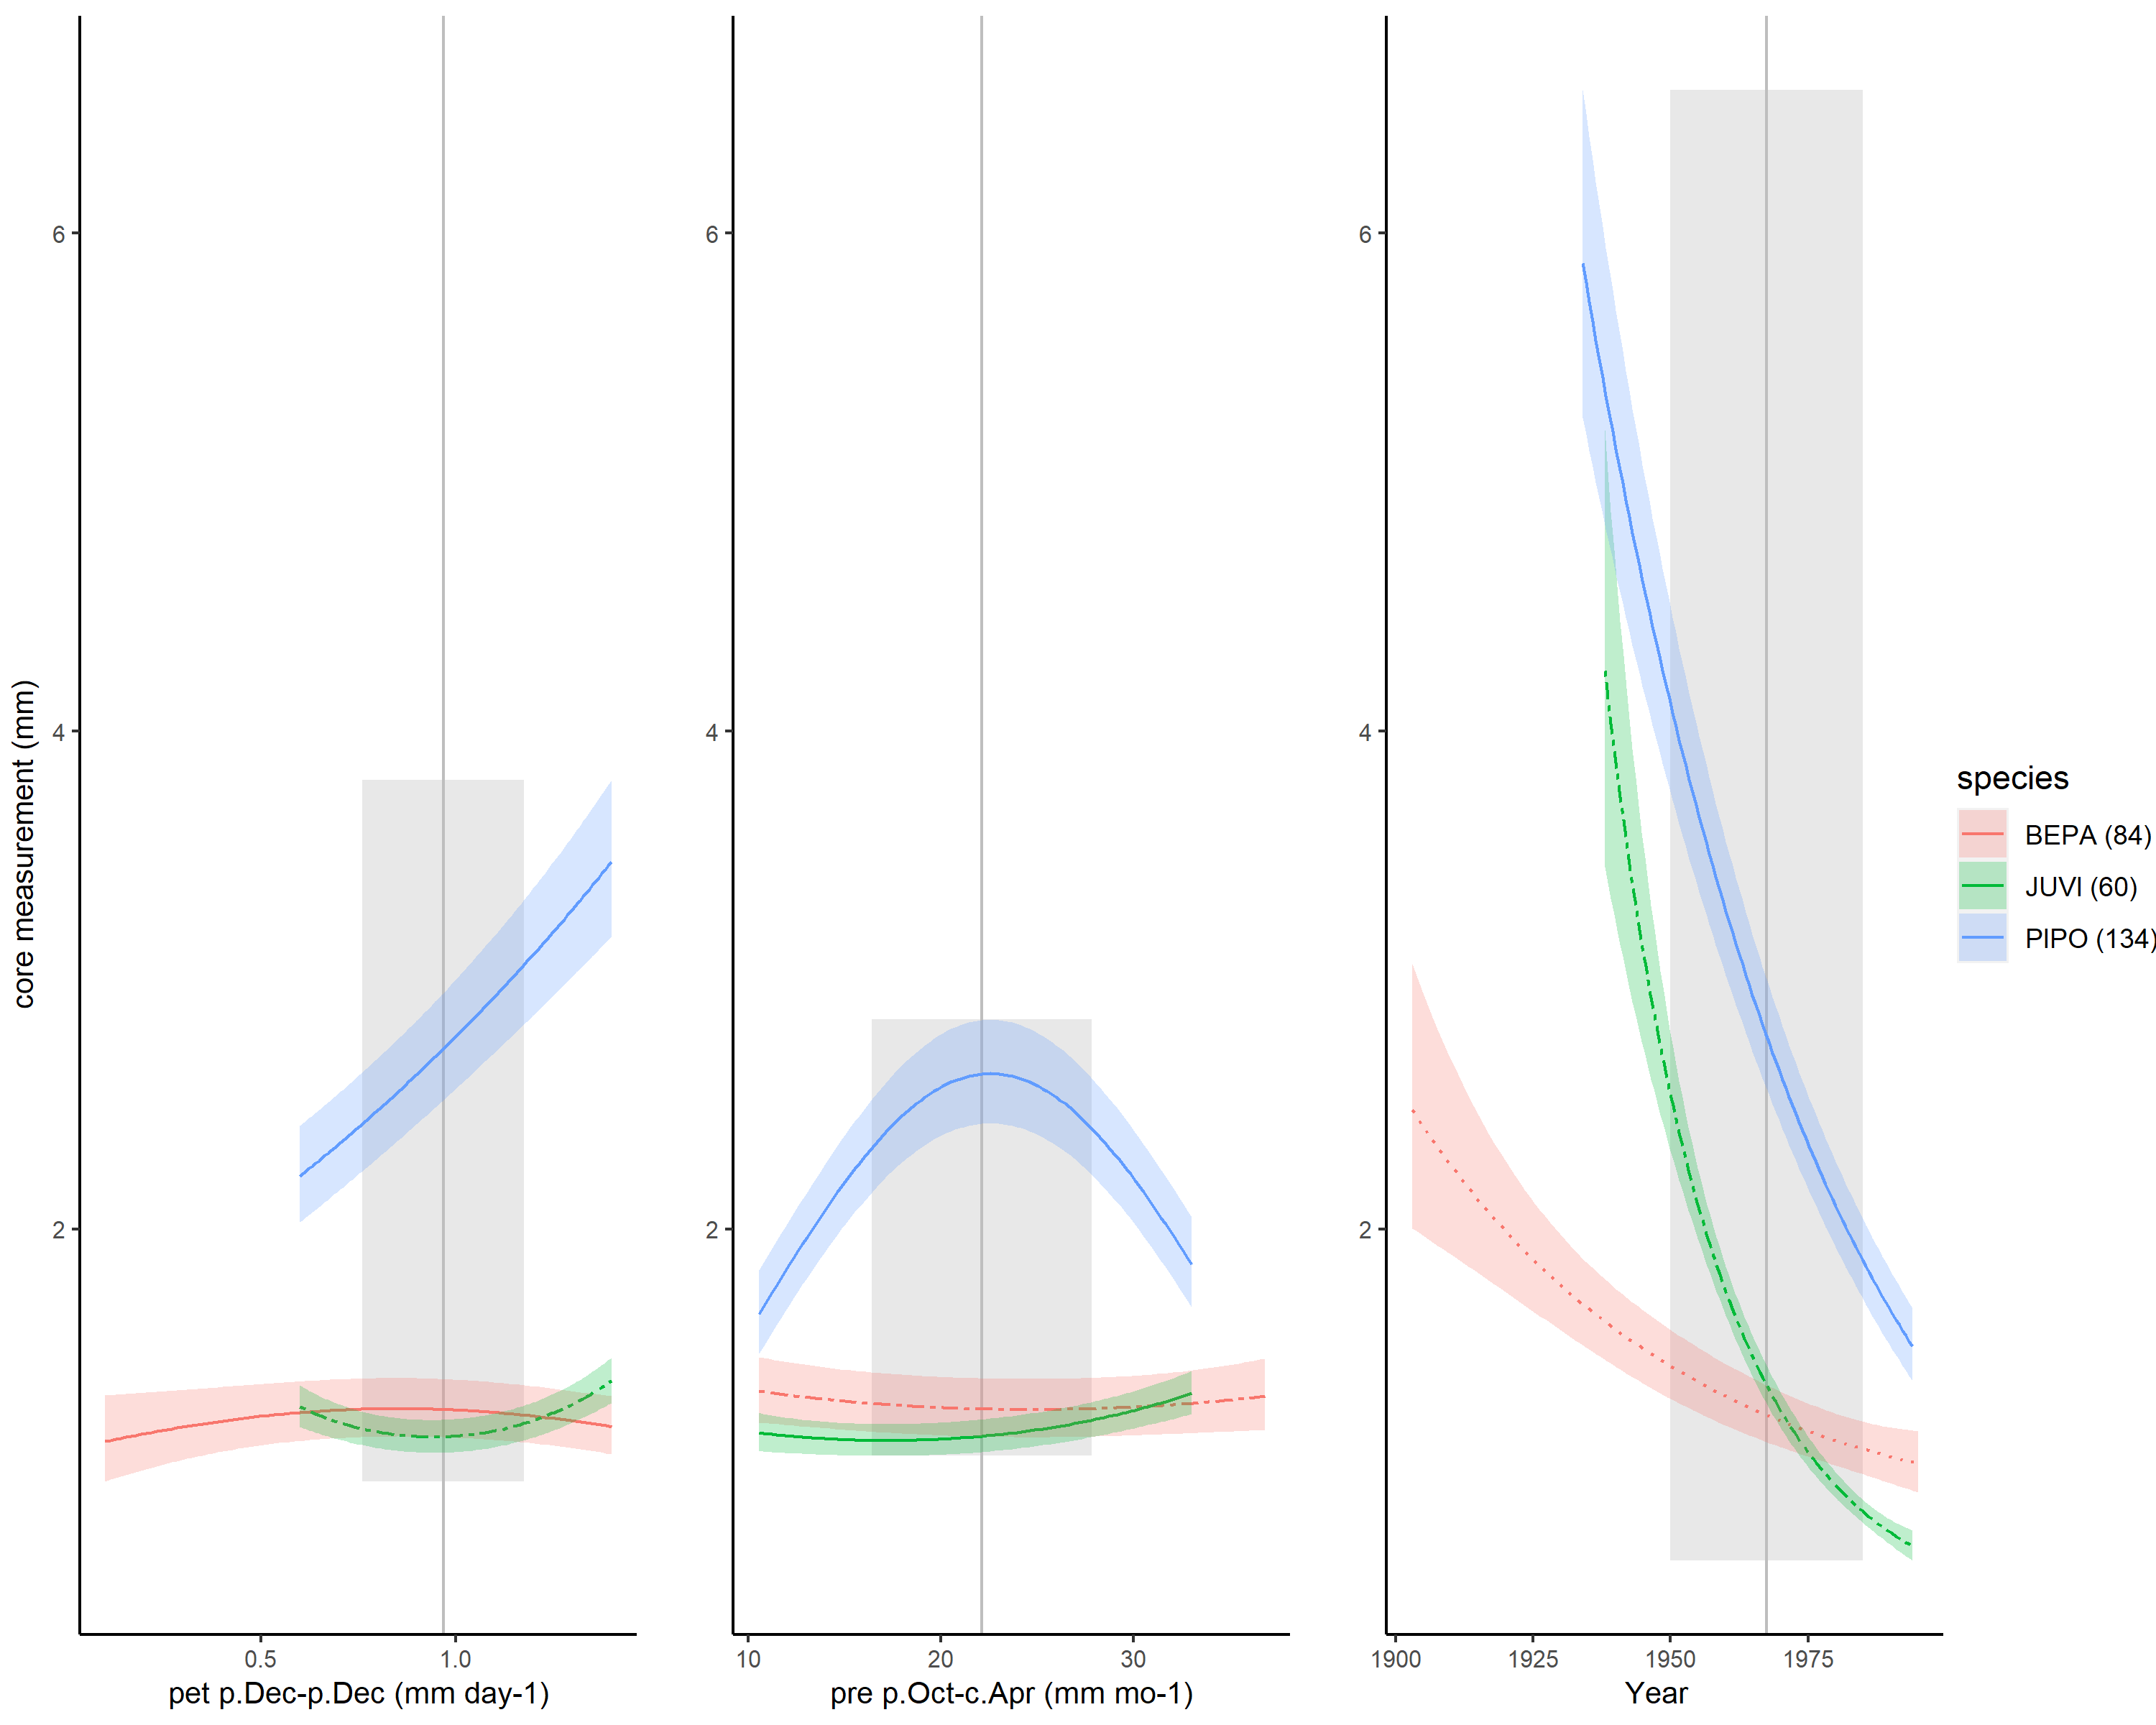 core measurement (mm)
6
4
2
0.5 1.0
pet p.Dec-p.Dec (mm day-1)
6
4
2
10 20 30
pre p.Oct-c.Apr (mm mo-1)
6
4
2
1900 1925 1950 1975
Year
species
BEPA (84)
JUVI (60)
PIPO (134)